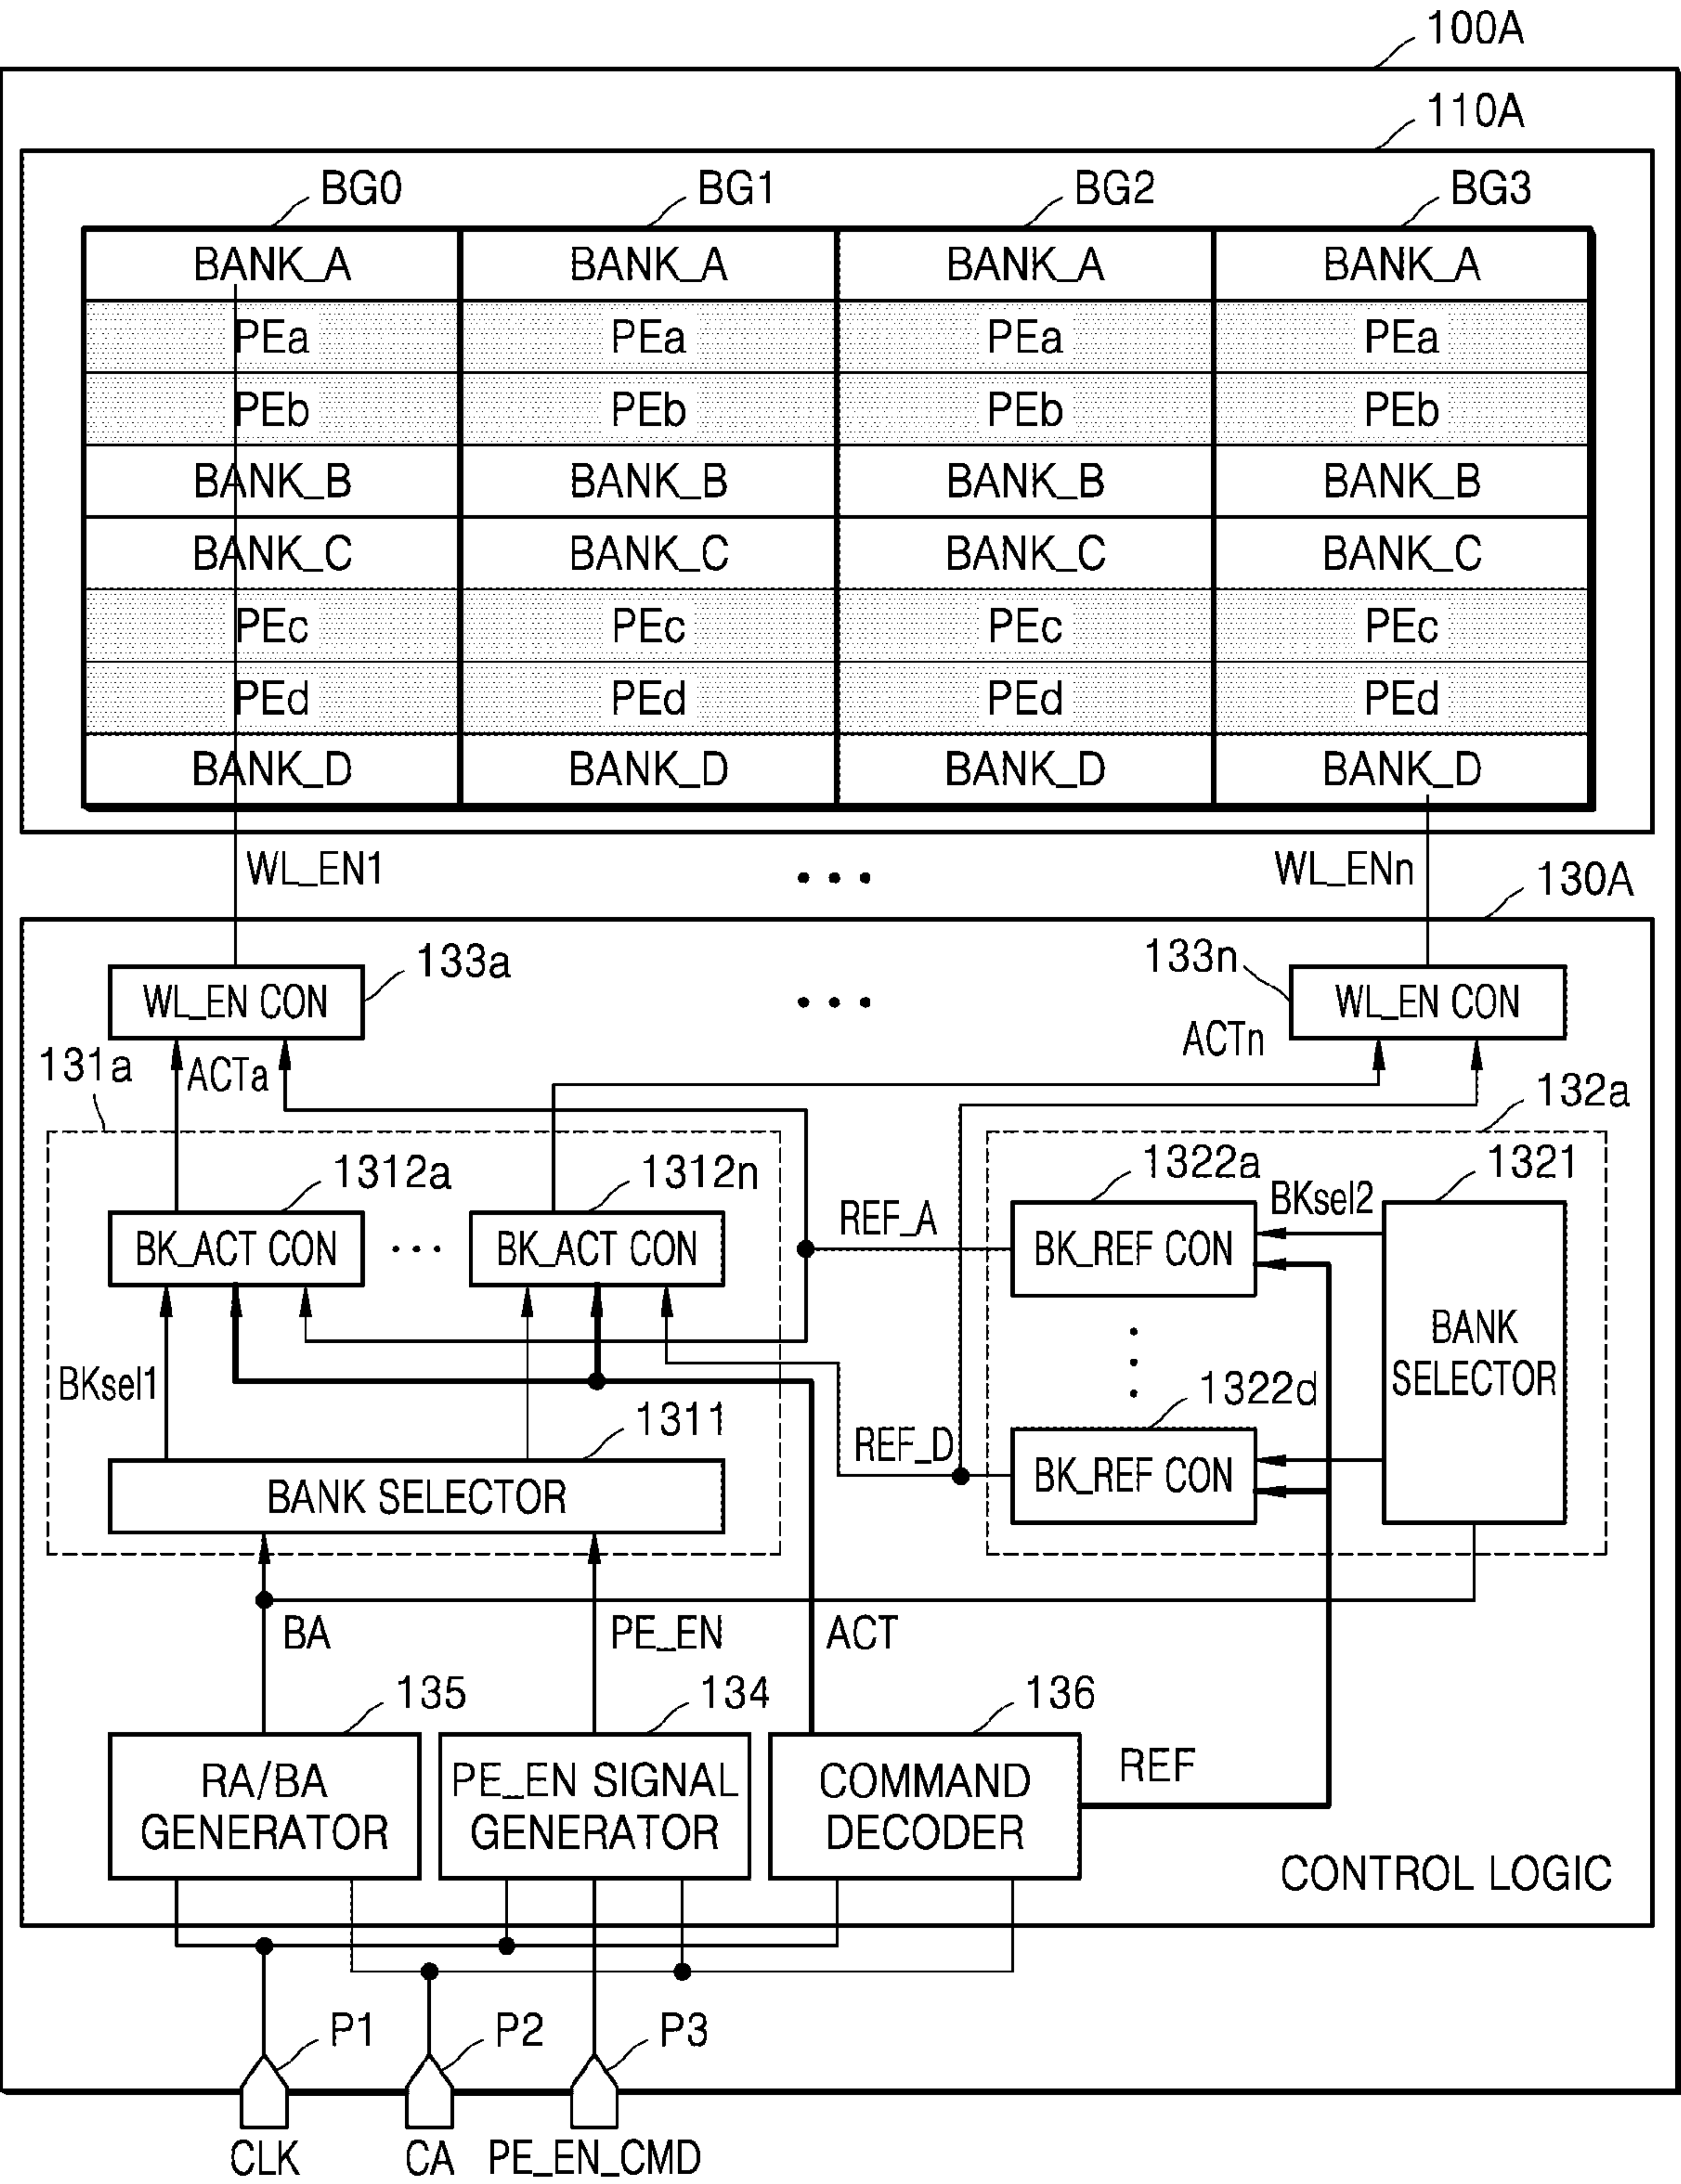 100A
110A
BG0 BG1 BG2 BG3
BANK_A BANK_A BANK_A BANK_A
PEa PEa PEa PEa
PEb PEb PEb PEb
BANK_B BANK_B BANK_B BANK_B
BANK_C BANK_C BANK_C BANK_C
PEc PEc PEc PEc
PEd PEd PEd PEd
BANK_D BANK_D BANK_D BANK_D
WL_EN1 ... WL_ENn
130A
133a 133n
WL_EN CON ... WL_EN CON
131a ACTa ACTn
132a
1312a 1312n 1322a 1321
REF_A BKsel2
BK_ACT CON ... BK_ACT CON BK_REF CON
BANK
SELECTOR
BKsel1
1322d
1311
REF_D
BK_REF CON
BANK SELECTOR
BA PE_EN ACT
135 134 136
REF
RA/BA
GENERATOR
PE_EN SIGNAL
GENERATOR
COMMAND
DECODER
CONTROL LOGIC
P1 P2 P3
CLK CA PE_EN_CMD